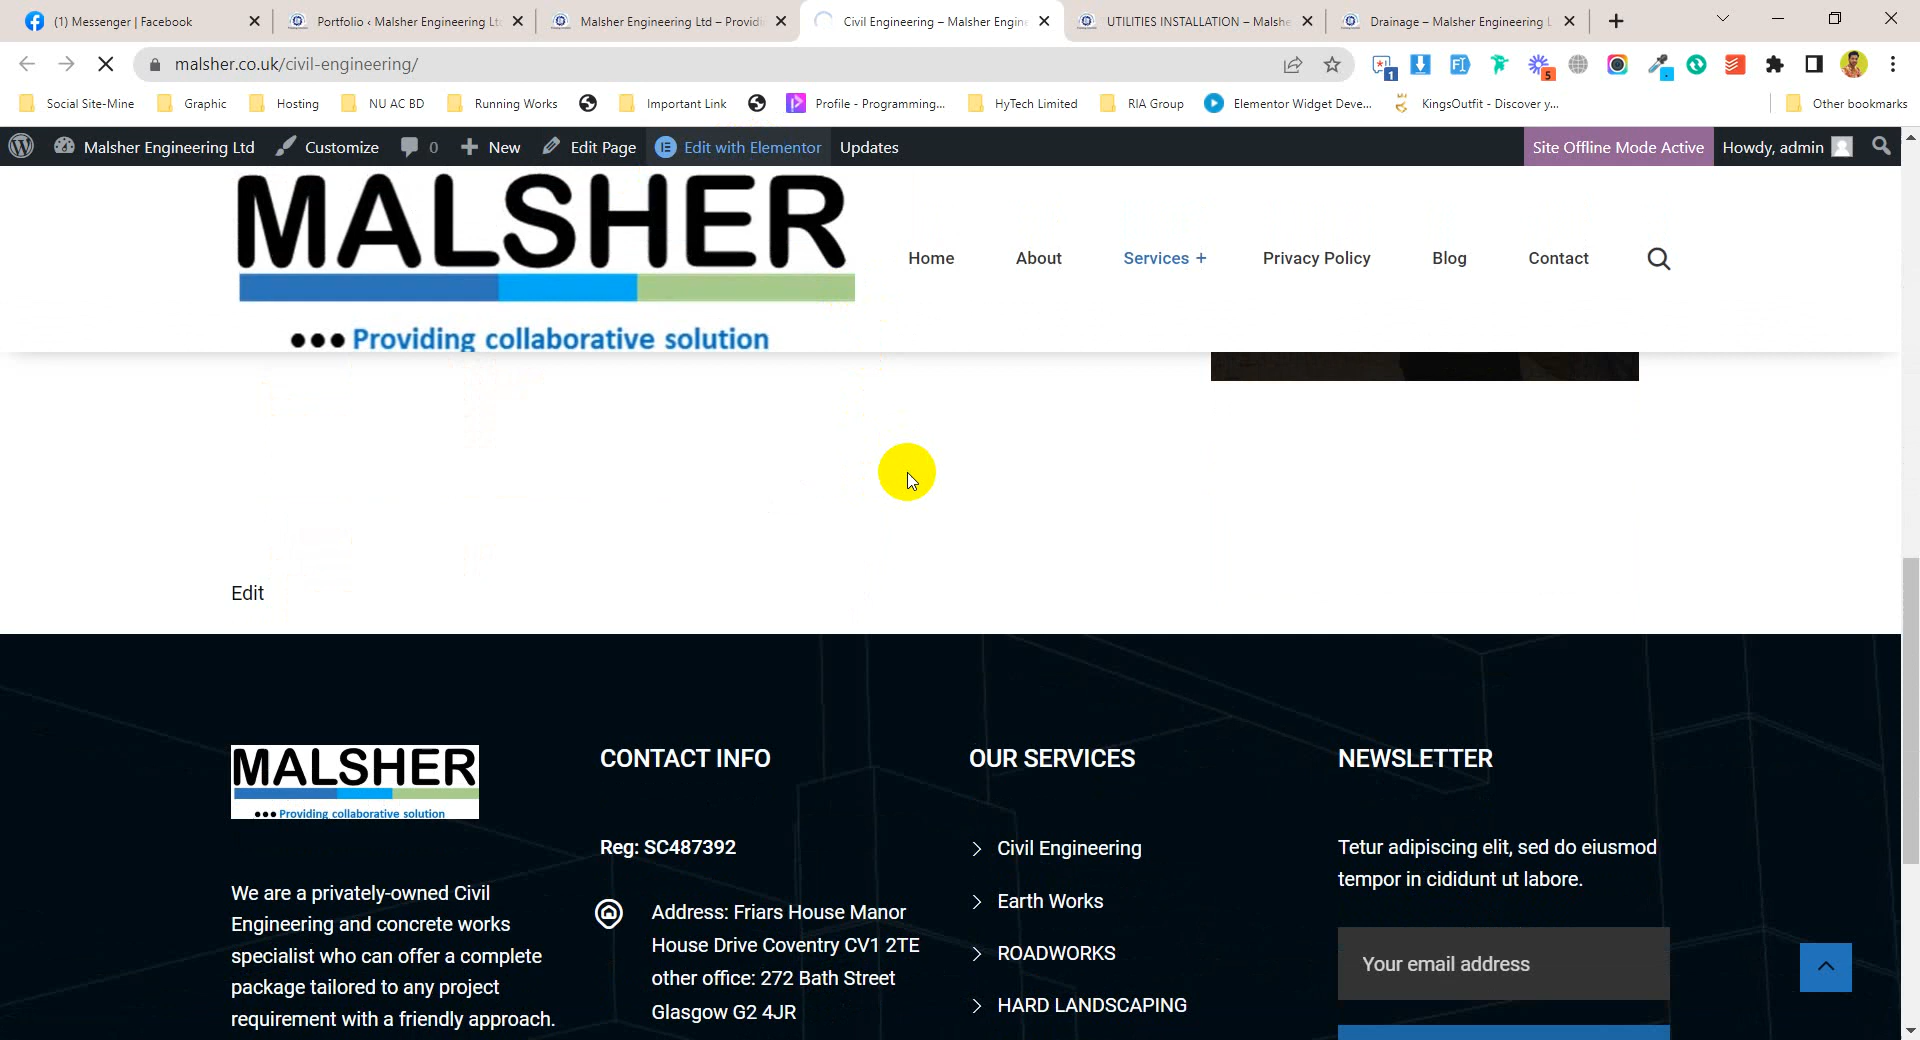 (1) Messenger | Facebook
Portfolio ‹ Malsher Engineering Lt
Malsher Engineering Ltd – Providi
Civil Engineering – Malsher Engin
UTILITIES INSTALLATION – Malshe
Drainage – Malsher Engineering L
malsher.co.uk/civil-engineering/
1
5
Social Site-Mine
Graphic
Hosting
NU AC BD
Running Works
Important Link
Profile - Programming...
HyTech Limited
RIA Group
Elementor Widget Deve...
KingsOutfit - Discover y...
Other bookmarks
Malsher Engineering Ltd
Customize
0
New
Edit Page
Edit with Elementor
Updates
Site Offline Mode Active
Howdy, admin
MALSHER
Providing collaborative solution
Home
About
Services +
Privacy Policy
Blog
Contact
Edit
MALSHER
Providing collaborative solution
We are a privately-owned Civil
Engineering and concrete works
specialist who can offer a complete
package tailored to any project
requirement with a friendly approach.
CONTACT INFO
Reg: SC487392
Address: Friars House Manor
House Drive Coventry CV1 2TE
other office: 272 Bath Street
Glasgow G2 4JR
OUR SERVICES
Civil Engineering
Earth Works
ROADWORKS
HARD LANDSCAPING
NEWSLETTER
Tetur adipiscing elit, sed do eiusmod
tempor in cididunt ut labore.
Your email address